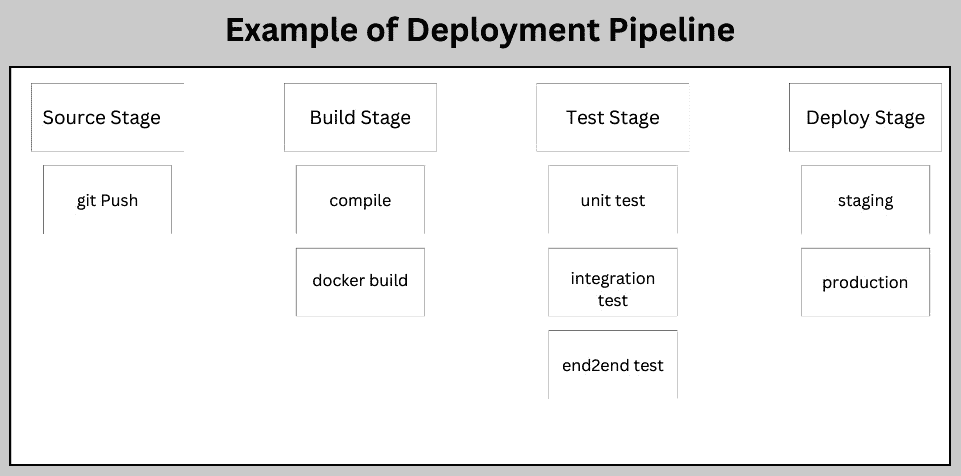 Example of Deployment Pipeline
Source Stage
git Push
Build Stage
compile
docker build
Test Stage
unit test
integration
test
end2end test
Deploy Stage
staging
production